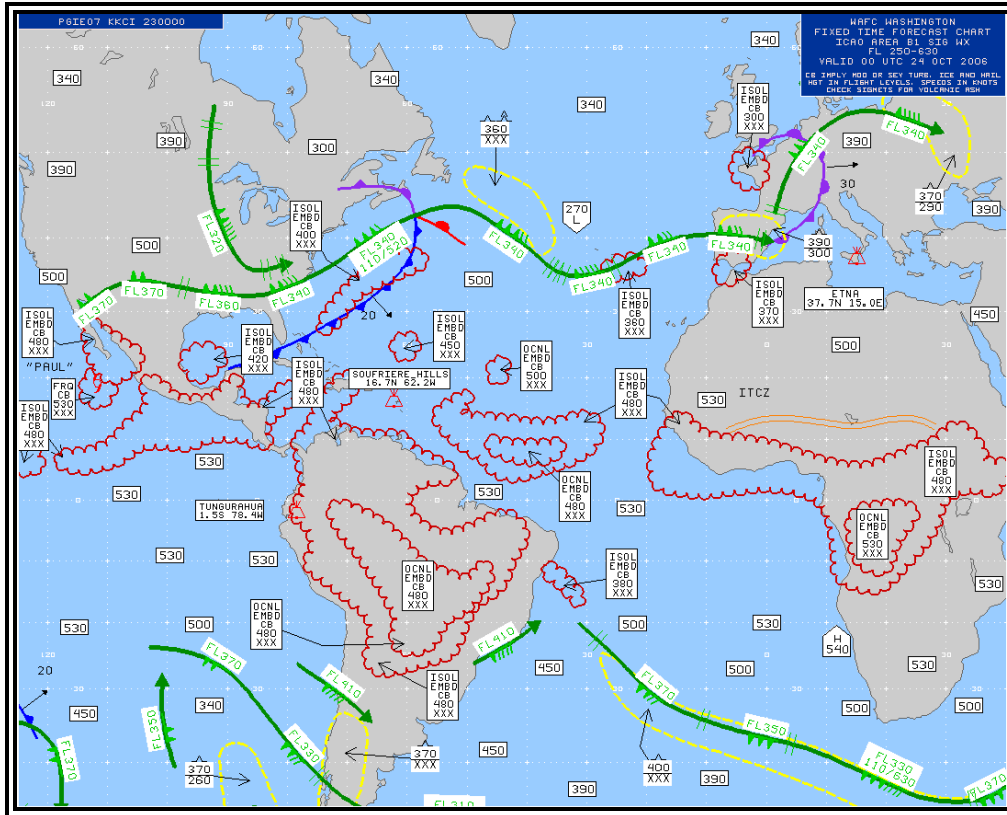 PGIE07 KKCI 230000
WAFC WASHINGTON
FIXED TIME FORECAST CHART
ICAO AREA B1 SIG WX
FL 250-630
VALID 00 UTC 24 OCT 2006
CB IMPLY MOD OR SEV TURB. ICE AND HAIL
HGT IN FLIGHT LEVELS. SPEEDS IN KNOTS
CHECK SIGMETS FOR VOLCANIC ASH
340
340
340
340
390
300
390
390
500
500
500
360
XXX
270
L
ISOL
EMBD
CB
300
XXX
FL340
FL340
30
370
290
390
390
300
FL320
ISOL
EMBD
CB
400
XXX
FL340
110/520
FL340
FL340
FL340
FL340
FL370
FL370
FL360
FL340
20
ISOL
EMBD
CB
360
XXX
ISOL
EMBD
CB
370
XXX
ETNA
37.7N 15.0E
450
500
ISOL
EMBD
CB
480
XXX
"PAUL"
FRQ
CB
530
XXX
ISOL
EMBD
CB
480
XXX
ISOL
EMBD
CB
420
XXX
ISOL
EMBD
CB
480
XXX
ISOL
EMBD
CB
450
XXX
SOUFRIERE_HILLS
16.7N 62.2W
OCNL
EMBD
CB
500
XXX
ISOL
EMBD
CB
480
XXX
530
ITCZ
530
530
530
530
OCNL
EMBD
CB
480
XXX
ISOL
EMBD
CB
480
XXX
TUNGURAHUA
1.5S 78.4W
OCNL
EMBD
CB
530
XXX
530
530
530
ISOL
EMBD
CB
380
XXX
OCNL
EMBD
CB
480
XXX
OCNL
EMBD
CB
480
XXX
ISOL
EMBD
CB
480
XXX
530
500
500
530
530
H
540
FL370
FL410
FL410
450
500
500
500
20
450
340
FL350
FL370
FL330
FL370
FL350
FL330
110/630
FL370
370
260
370
XXX
450
400
XXX
390
390
FL310